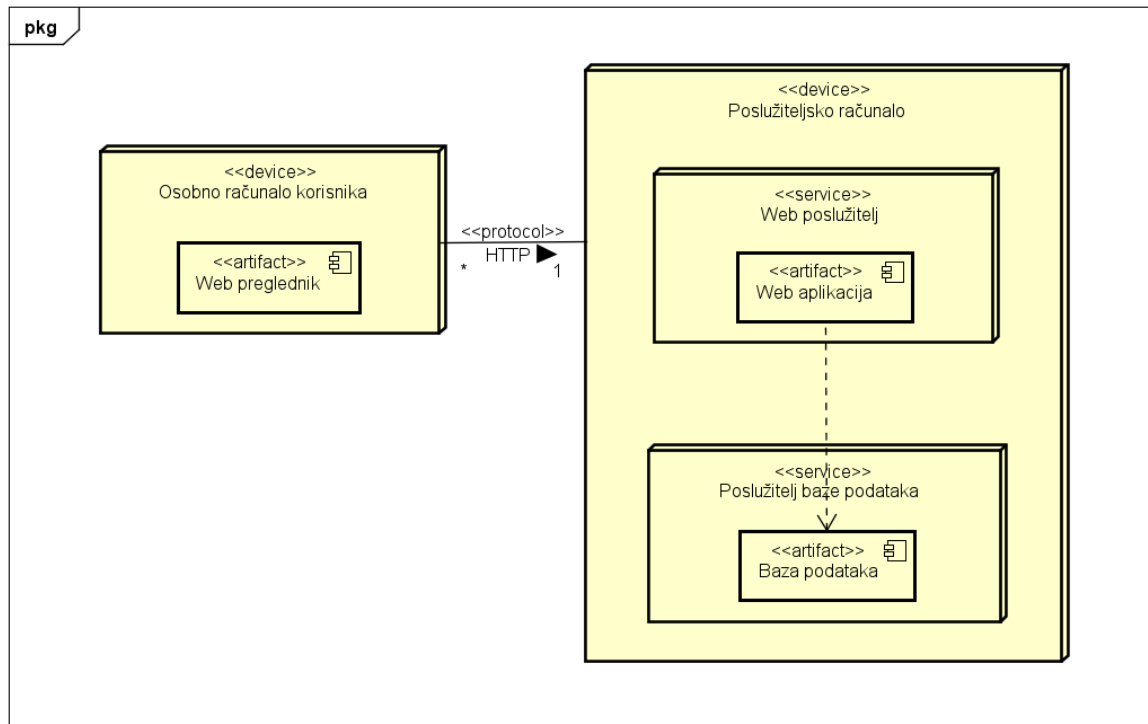 pkg
<<device>>
Osobno računalo korisnika
<<artifact>>
Web preglednik
<<protocol>>
HTTP
*
1
<<device>>
Poslužiteljsko računalo
<<service>>
Web poslužitelj
<<artifact>>
Web aplikacija
<<service>>
Poslužitelj baze podataka
<<artifact>>
Baza podataka